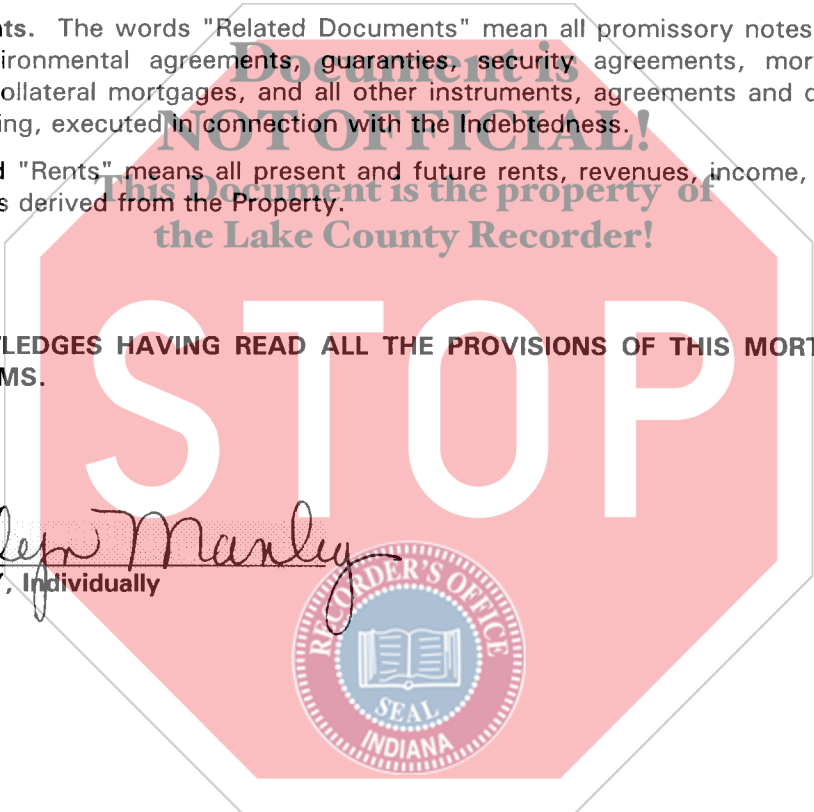 nts. The words "Related Documents" mean all promissory notes
ironmental agreements, guaranties, security agreements, mor
ollateral mortgages, and all other instruments, agreements and
ing, executed in connection with the Indebtedness.
Document is
NOT OFFICIAL!
"Rents" means all present and future rents, revenues, income,
s derived from the Property.
This Document is the property of
the Lake County Recorder!
LEDGES HAVING READ ALL THE PROVISIONS OF THIS MORT
MS.
STOP
lyn Manley
, Individually
RECORDER'S OFFICE
SEAL
INDIANA